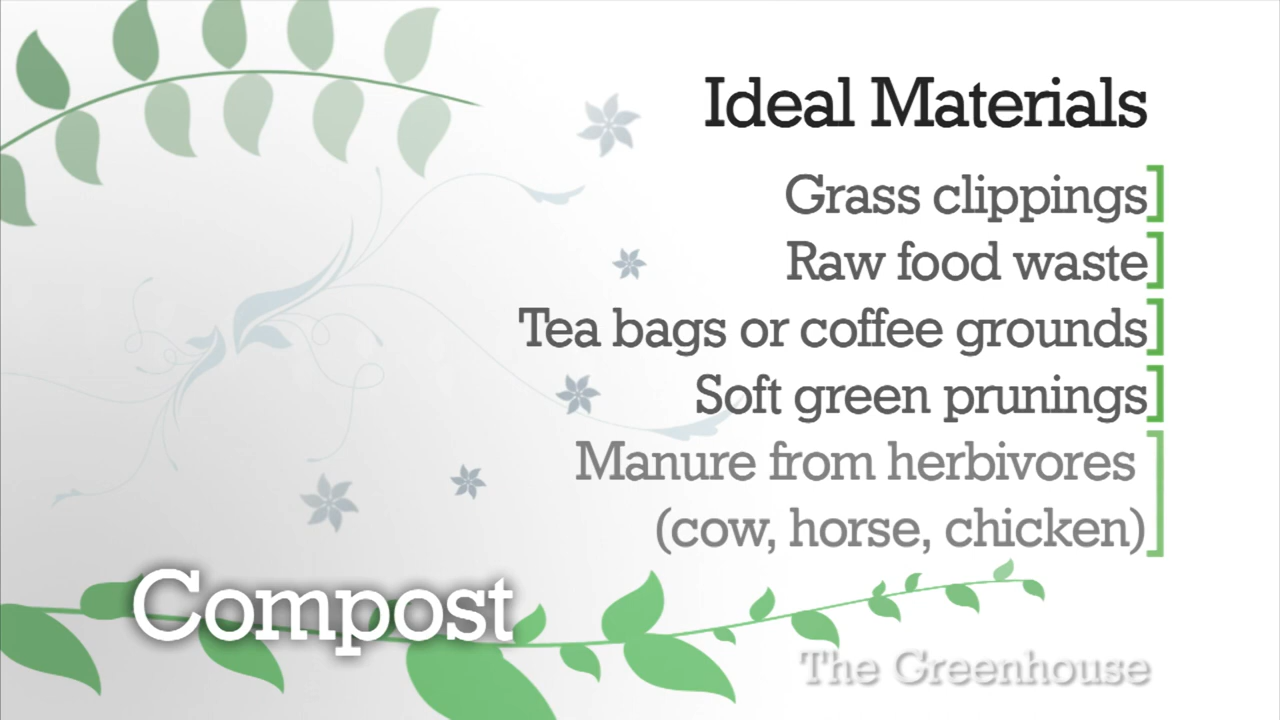 Ideal Materials
Grass clippings
Raw food waste
Tea bags or coffee grounds
Soft green prunings
Manure from herbivores
(cow, horse, chicken)
Compost
The Greenhouse